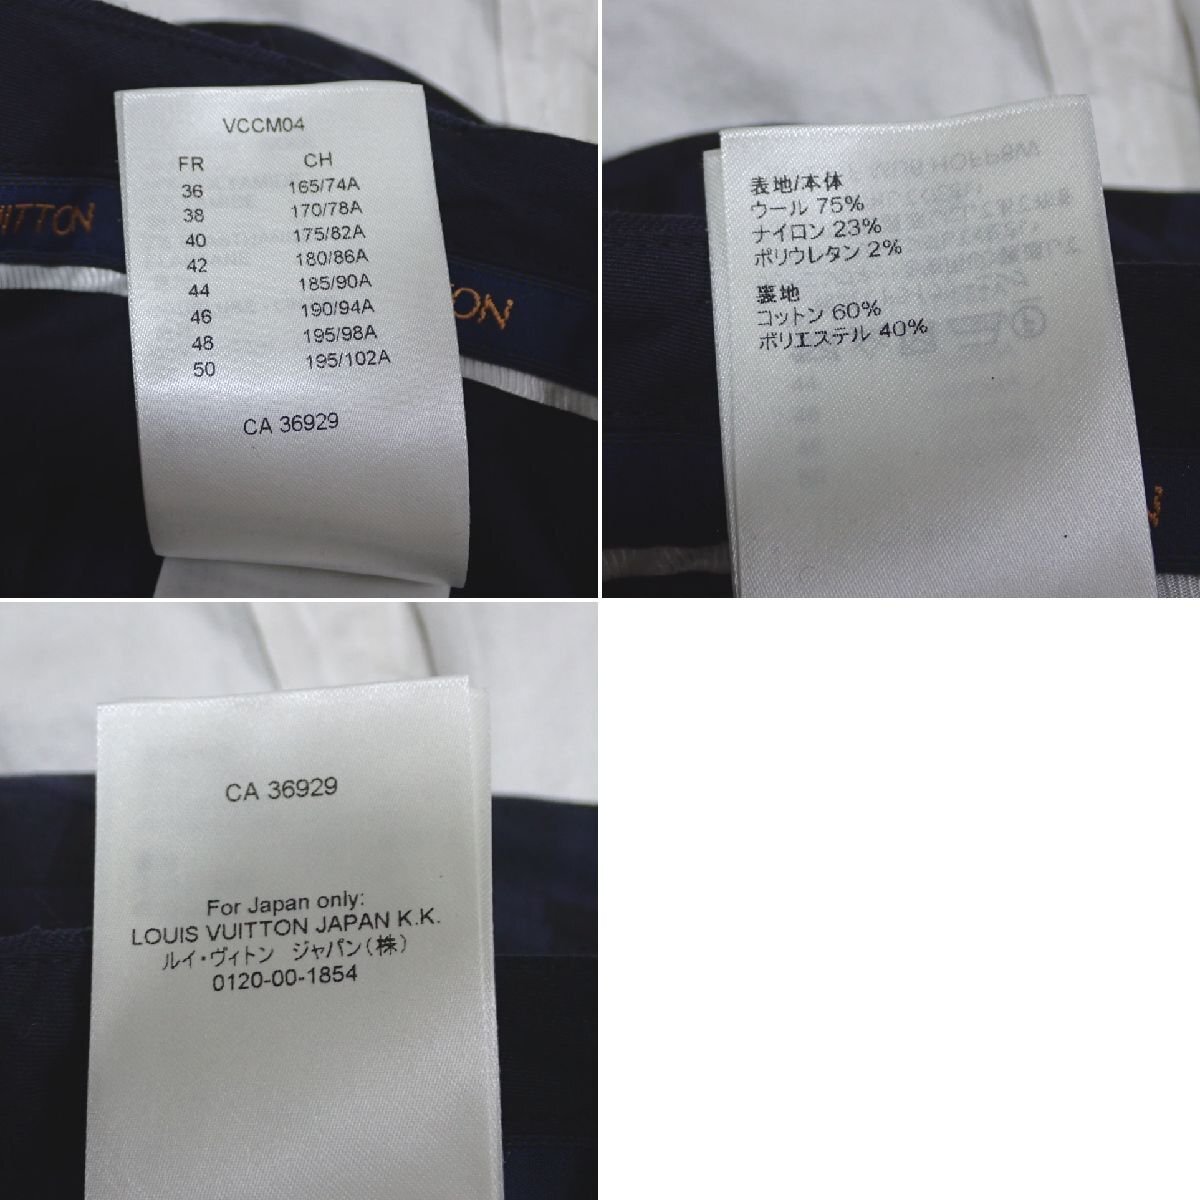 VCCM04
FR CH
36 165/74A
38 170/78A
40 175/82A
42 180/86A
44 185/90A
46 190/94A
48 195/98A
50 195/102A
CA 36929
UITTON
TON
表地/本体
ウール 75%
ナイロン 23%
ポリウレタン 2%
裏地
コットン 60%
ポリエステル 40%
CA 36929
For Japan only:
LOUIS VUITTON JAPAN K.K.
ルイ・ヴィトン ジャパン(株)
0120-00-1854